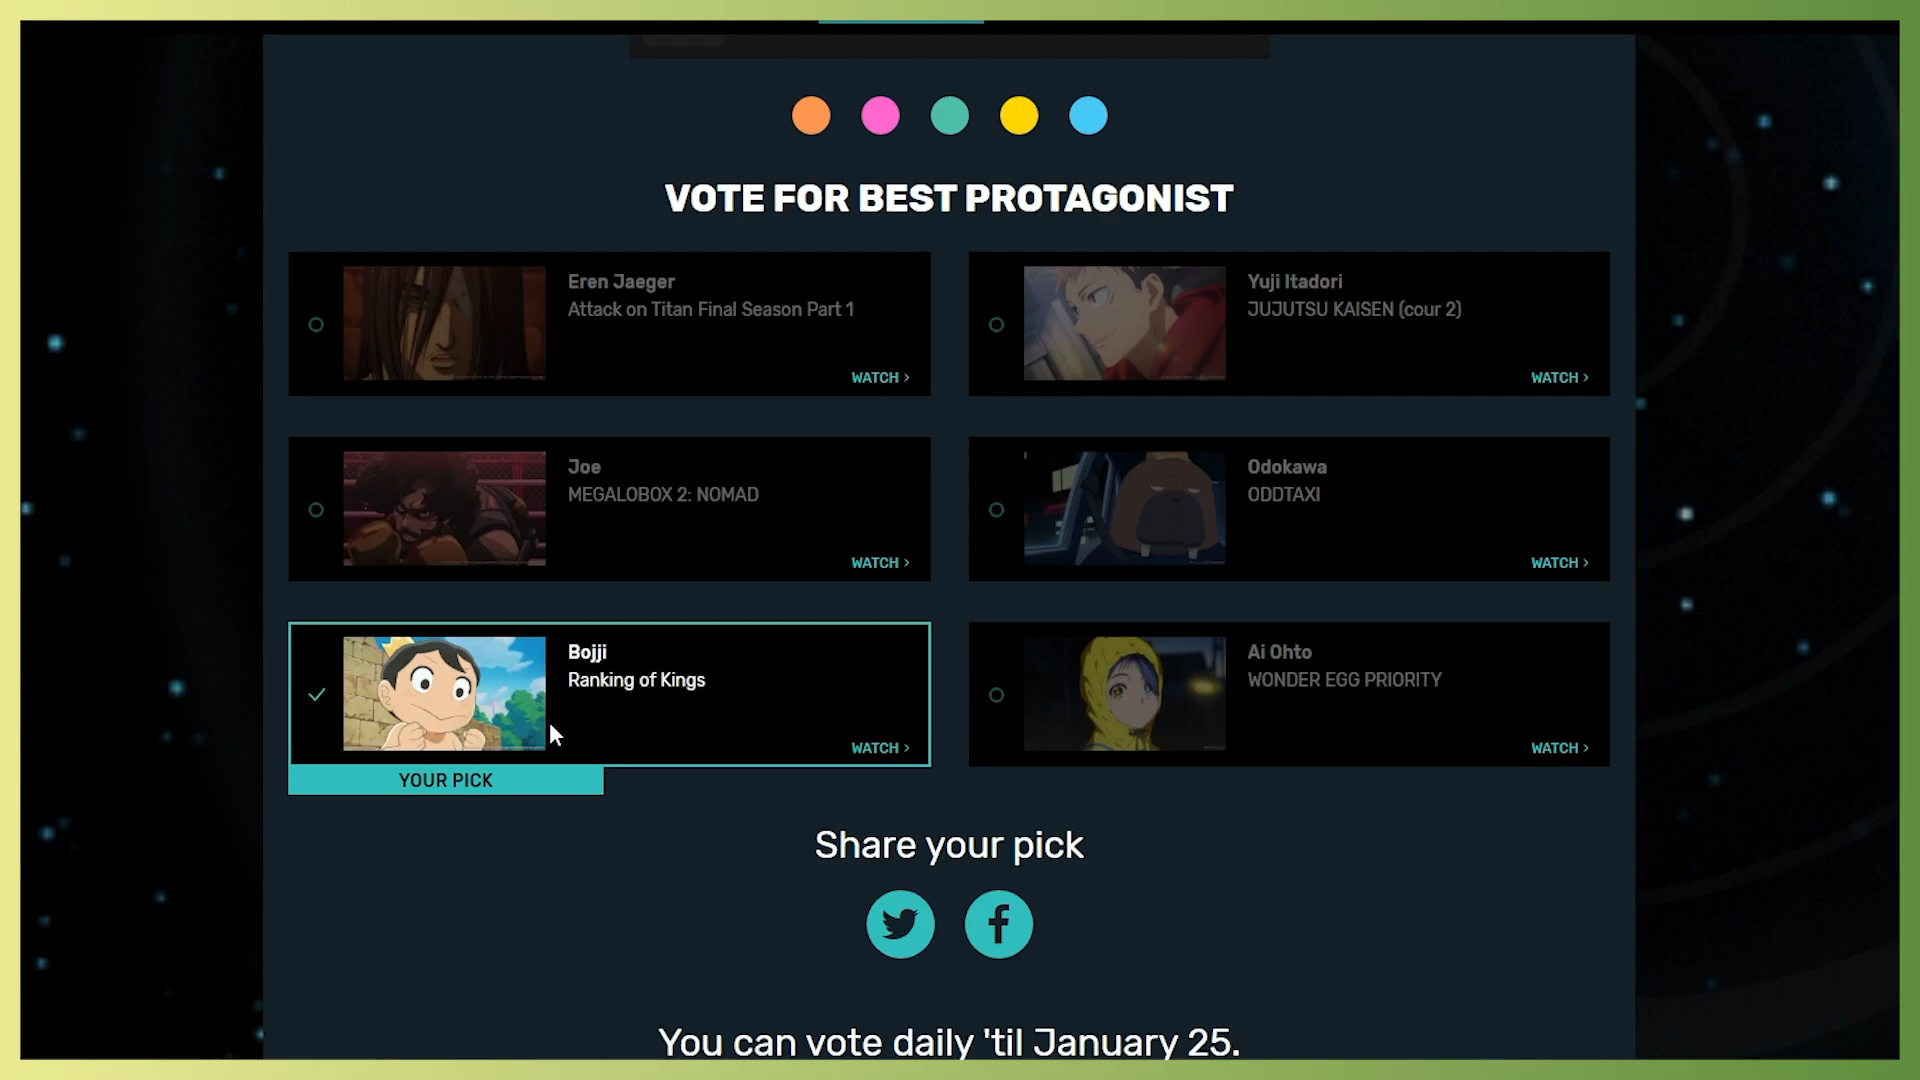 VOTE FOR BEST PROTAGONIST
Eren Jaeger
Attack on Titan Final Season Part 1
WATCH >
Yuji Itadori
JUJUTSU KAISEN (cour 2)
WATCH >
Joe
MEGALOBOX 2: NOMAD
WATCH >
Odokawa
ODDTAXI
WATCH >
Bojji
Ranking of Kings
WATCH >
YOUR PICK
Ai Ohto
WONDER EGG PRIORITY
WATCH >
Share your pick
You can vote daily 'til January 25.